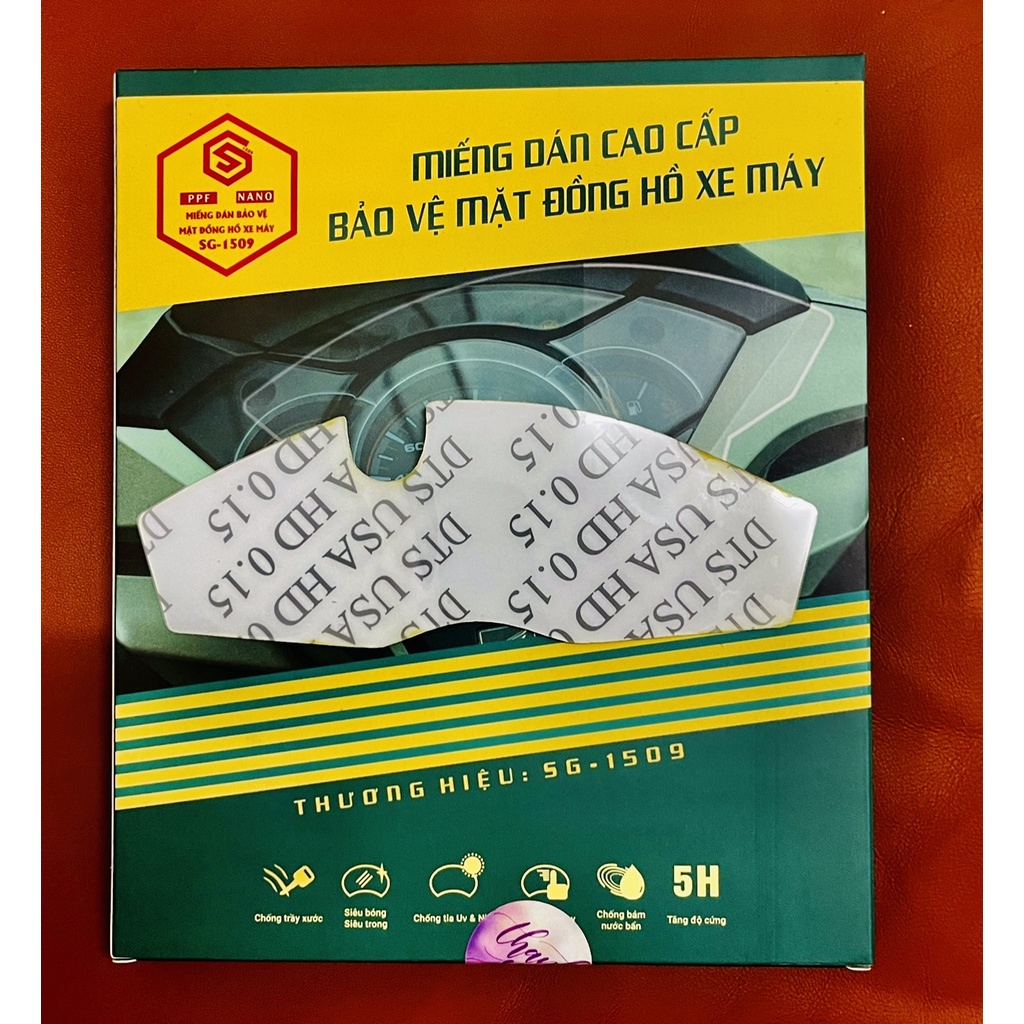 PPF NANO
MIẾNG DÁN BẢO VỆ
MẶT ĐỒNG HỒ XE MÁY
SG-1509
MIẾNG DÁN CAO CẤP
BẢO VỆ MẶT ĐỒNG HỒ XE MÁY
DTS USA HD 0.15
DTS USA HD 0.15
DTS USA HD 0.15
DTS USA HD 0.15
THƯƠNG HIỆU: SG-1509
Chống trầy xước
Siêu bóng
Siêu trong
Chống tia Uv &
Chống bám
nước bẩn
5H
Tăng độ cứng